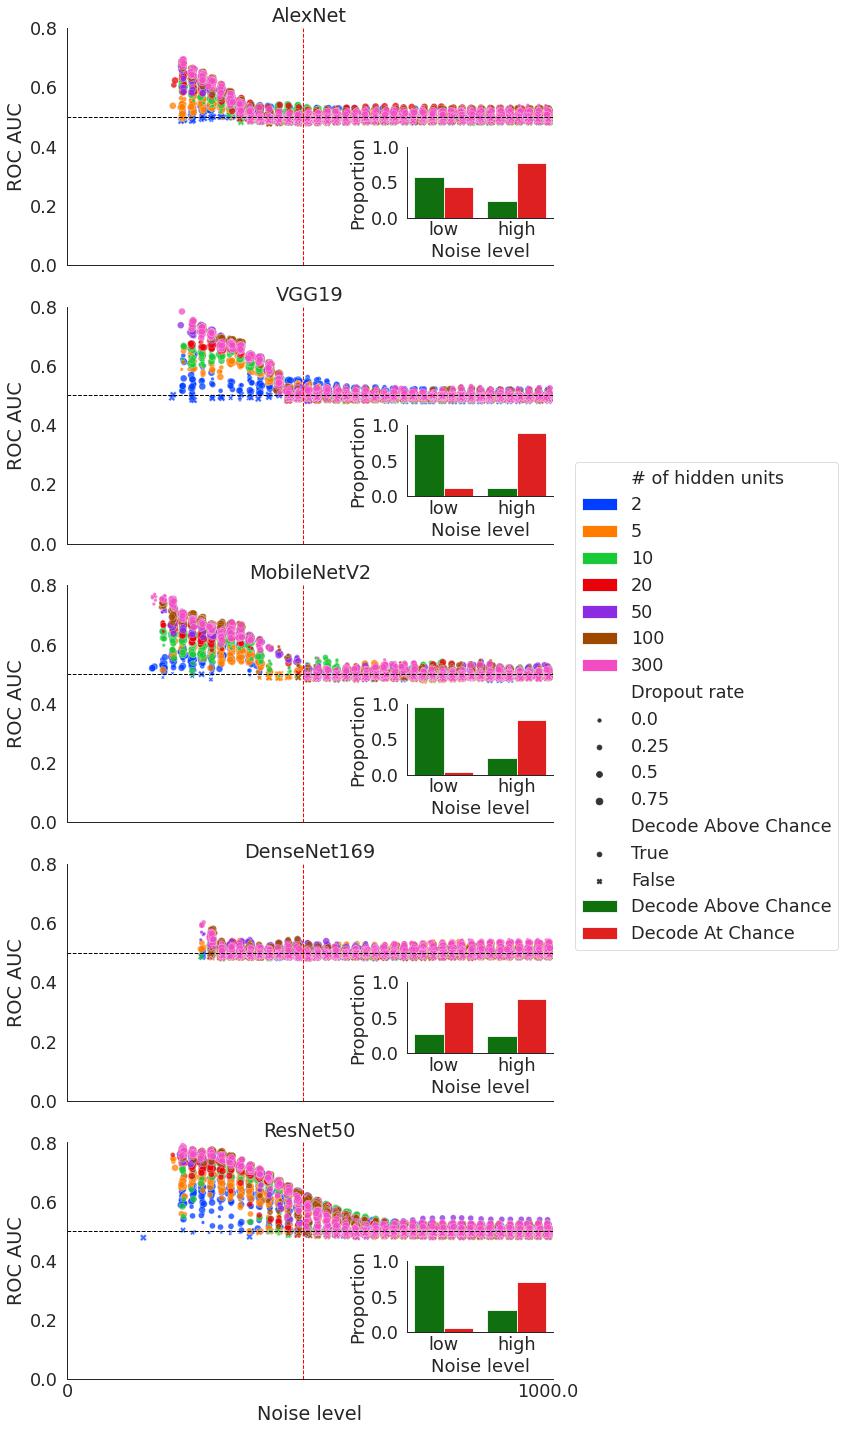 AlexNet
0.8
0.6
0.4
0.2
0.0
ROC AUC
1.0
0.5
0.0
Proportion
low high
Noise level
VGG19
0.8
0.6
0.4
0.2
0.0
ROC AUC
1.0
0.5
0.0
Proportion
low high
Noise level
MobileNetV2
0.8
0.6
0.4
0.2
0.0
ROC AUC
1.0
0.5
0.0
Proportion
low high
Noise level
DenseNet169
0.8
0.6
0.4
0.2
0.0
ROC AUC
1.0
0.5
0.0
Proportion
low high
Noise level
ResNet50
0.8
0.6
0.4
0.2
0.0
ROC AUC
1.0
0.5
0.0
Proportion
low high
Noise level
0 1000.0
Noise level
# of hidden units
2
5
10
20
50
100
300
Dropout rate
0.0
0.25
0.5
0.75
Decode Above Chance
True
False
Decode Above Chance
Decode At Chance